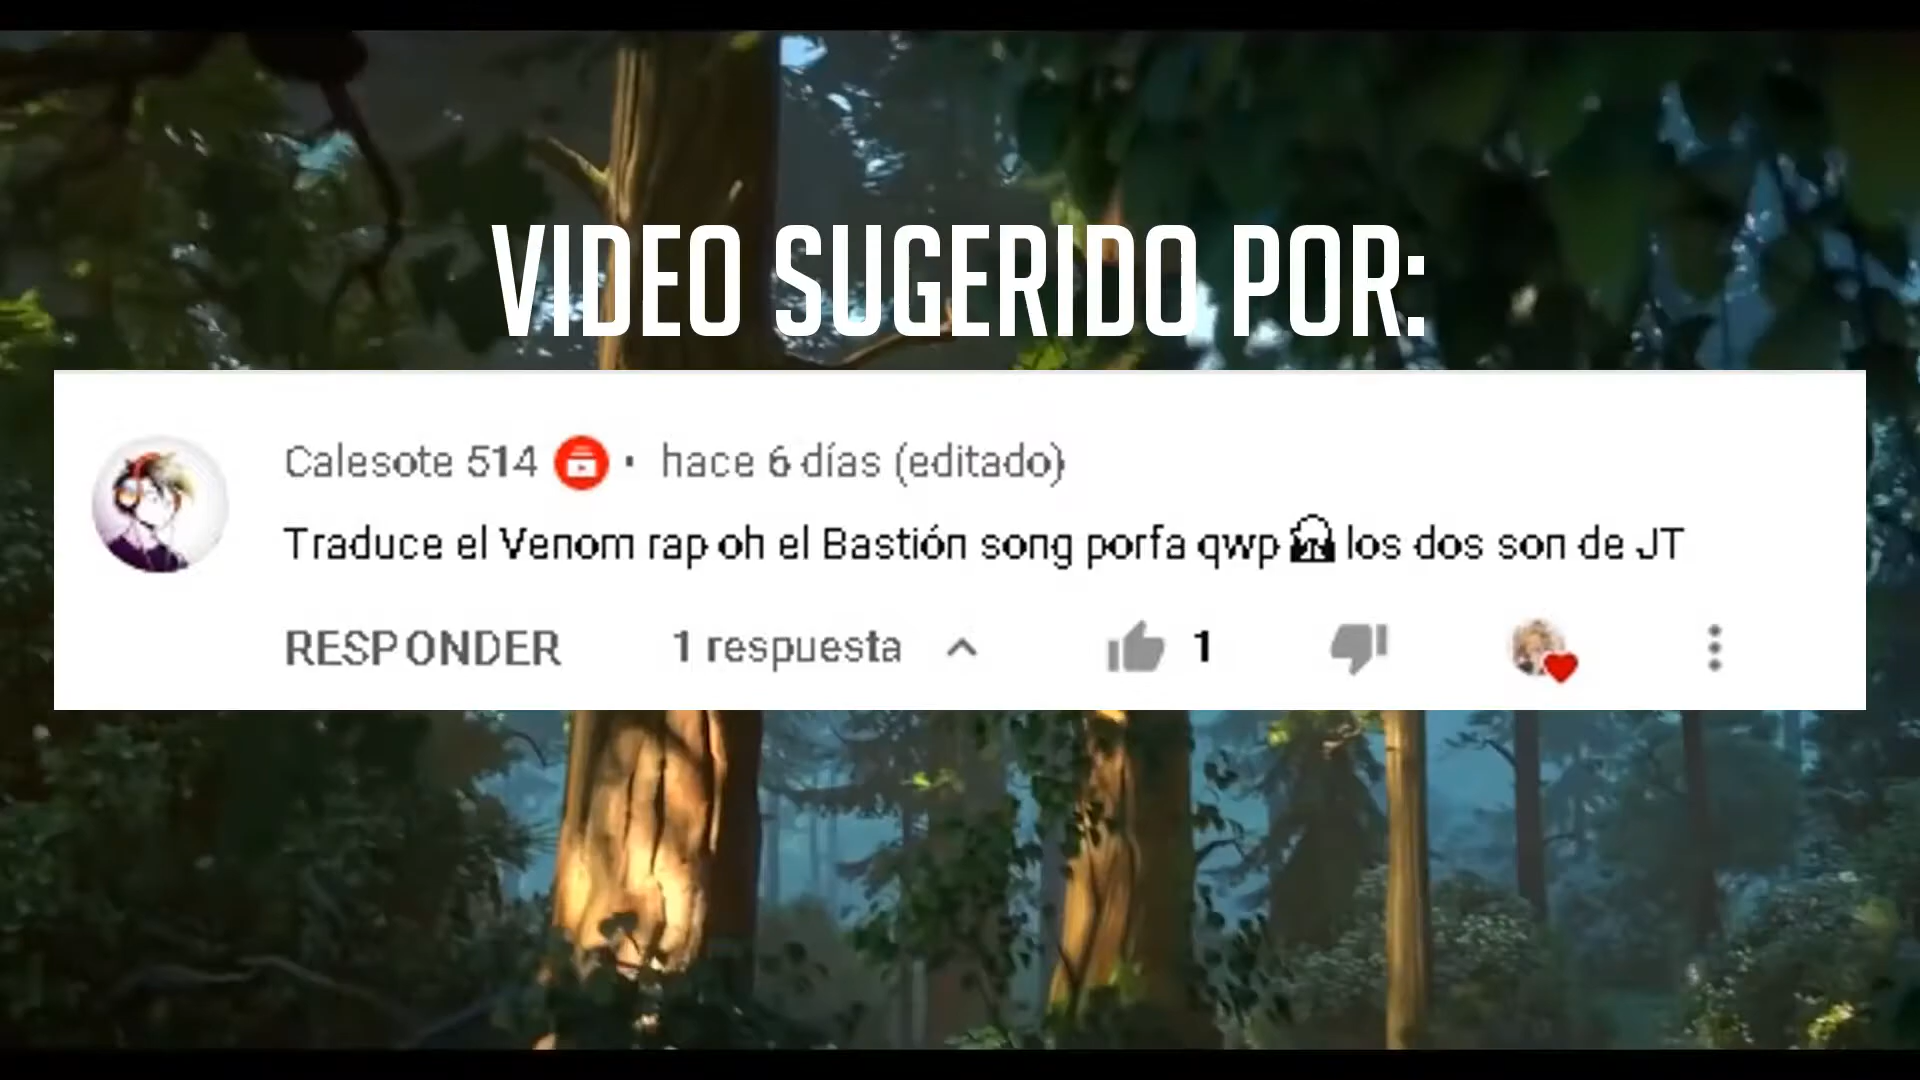 VIDEO SUGERIDO POR:
Calesote 514 • hace 6 días (editado)
Traduce el Venom rap oh el Bastión song porfa qwp los dos son de JT
RESPONDER 1 respuesta 1